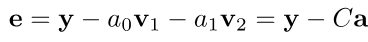 e = y − a₀v₁ − a₁v₂ = y − Ca